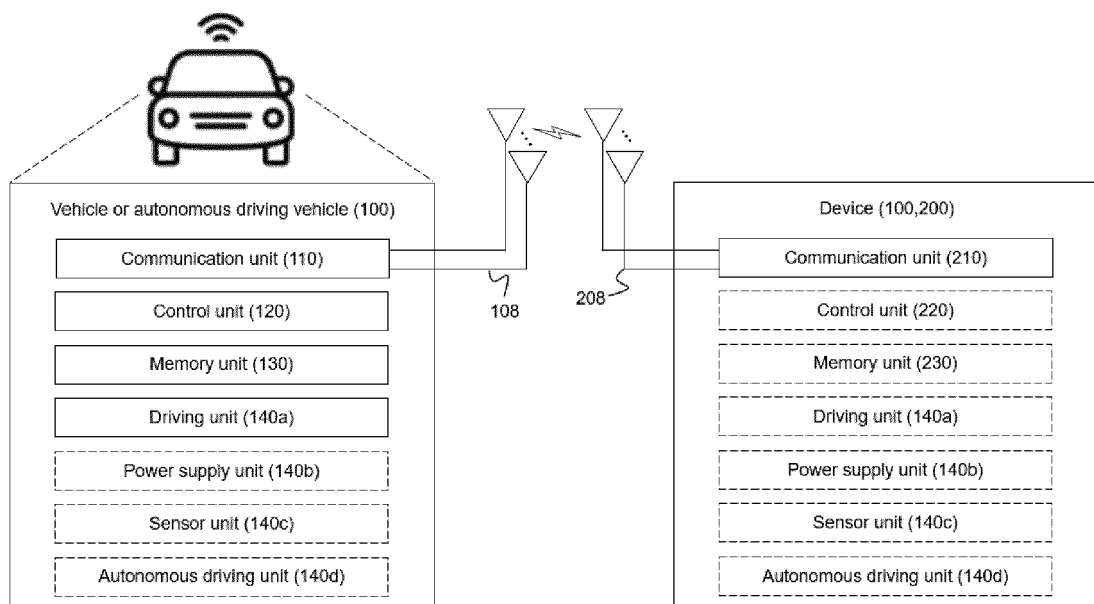 Vehicle or autonomous driving vehicle (100)
Communication unit (110)
Control unit (120)
Memory unit (130)
Driving unit (140a)
Power supply unit (140b)
Sensor unit (140c)
Autonomous driving unit (140d)
108
208
Device (100,200)
Communication unit (210)
Control unit (220)
Memory unit (230)
Driving unit (140a)
Power supply unit (140b)
Sensor unit (140c)
Autonomous driving unit (140d)